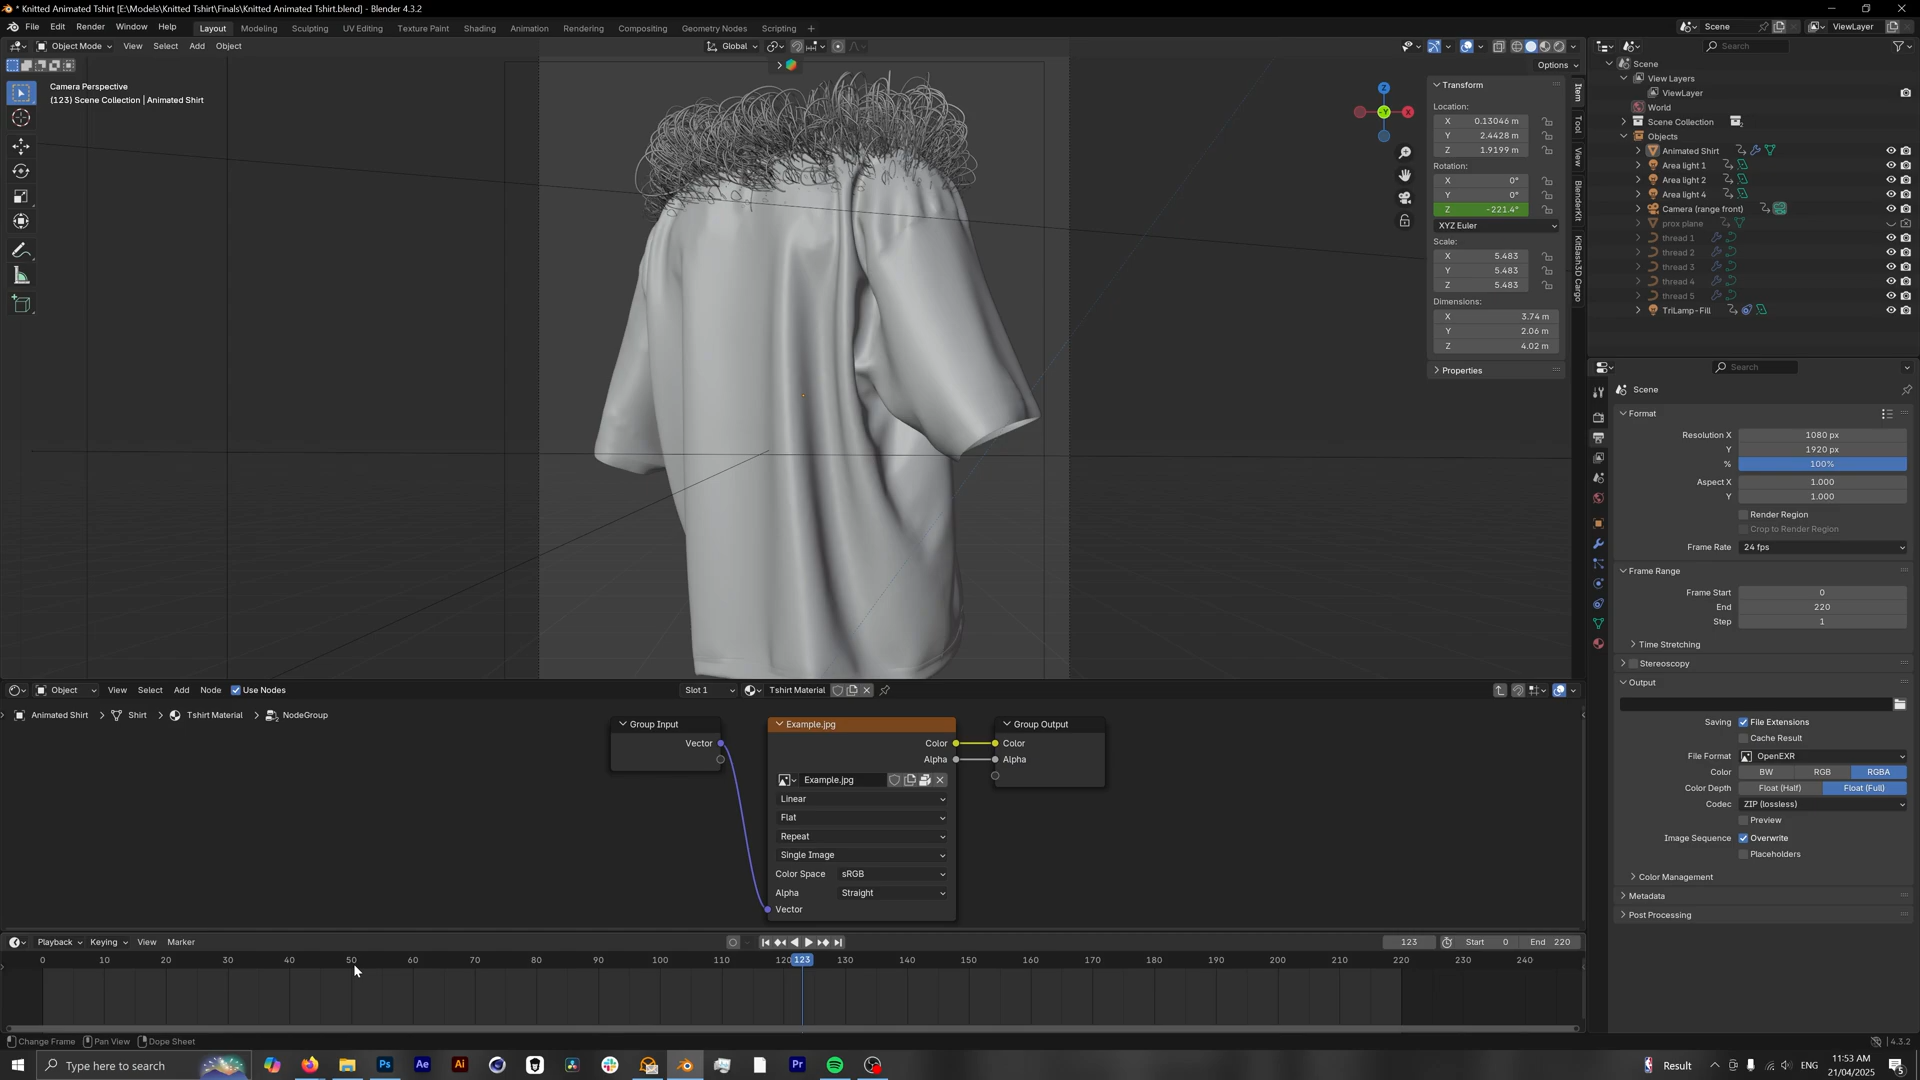 * Knitted Animated Tshirt [E:\Models\Knitted Tshirt\Finals\Knitted Animated Tshirt.blend] - Blender 4.3.2
File Edit Render Window Help Layout Modeling Sculpting UV Editing Texture Paint Shading Animation Rendering Compositing Geometry Nodes Scripting + Scene ViewLayer
Object Mode View Select Add Object Global Search
Options
Camera Perspective
(123) Scene Collection | Animated Shirt
Transform
Location:
X 0.13046 m
Y 2.4428 m
Z 1.9199 m
Rotation:
X 0°
Y 0°
Z -221.4°
XYZ Euler
Scale:
X 5.483
Y 5.483
Z 5.483
Dimensions:
X 3.74 m
Y 2.06 m
Z 4.02 m
Properties
Item
Tool
View
BlenderKit
KitBash3D Cargo
Z
X
-Y
Scene
View Layers
ViewLayer
World
Scene Collection
Objects
Animated Shirt
Area light 1
Area light 2
Area light 4
Camera (range front)
prox plane
thread 1
thread 2
thread 3
thread 4
thread 5
TriLamp-Fill
Search
Scene
Format
Resolution X 1080 px
Y 1920 px
% 100%
Aspect X 1.000
Y 1.000
Render Region
Crop to Render Region
Frame Rate 24 fps
Frame Range
Frame Start 0
End 220
Step 1
Time Stretching
Stereoscopy
Output
Saving File Extensions
Cache Result
File Format OpenEXR
Color BW RGB RGBA
Color Depth Float (Half) Float (Full)
Codec ZIP (lossless)
Preview
Image Sequence Overwrite
Placeholders
Color Management
Metadata
Post Processing
Object View Select Add Node Use Nodes Slot 1 Tshirt Material
Animated Shirt > Shirt > Tshirt Material > NodeGroup
Group Input
Vector
Example.jpg
Color
Alpha
Example.jpg
Linear
Flat
Repeat
Single Image
Color Space sRGB
Alpha Straight
Vector
Group Output
Color
Alpha
Playback Keying View Marker 123 Start 0 End 220
0 10 20 30 40 50 60 70 80 90 100 110 120 123 130 140 150 160 170 180 190 200 210 220 230 240
Change Frame Pan View Dope Sheet 4.3.2
Type here to search Ps Ae Ai Pr Result ENG 11:53 AM
21/04/2025 5